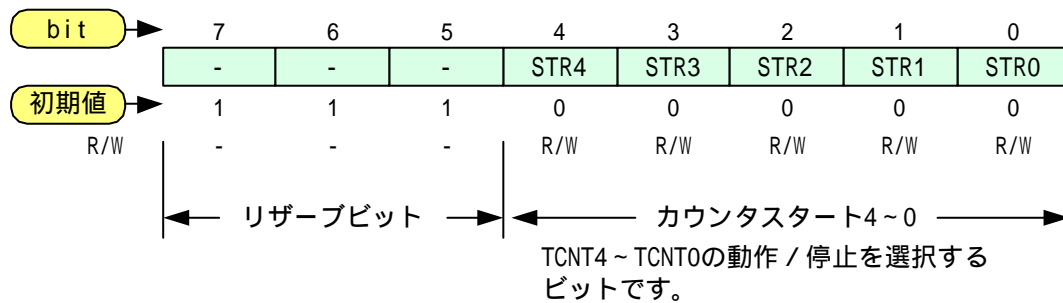 bit 7 6 5 4 3 2 1 0
- - - STR4 STR3 STR2 STR1 STR0
初期値 1 1 1 0 0 0 0 0
R/W - - - R/W R/W R/W R/W R/W
リザーブビット カウンタスタート4~0
TCNT4~TCNT0の動作/停止を選択する
ビットです。